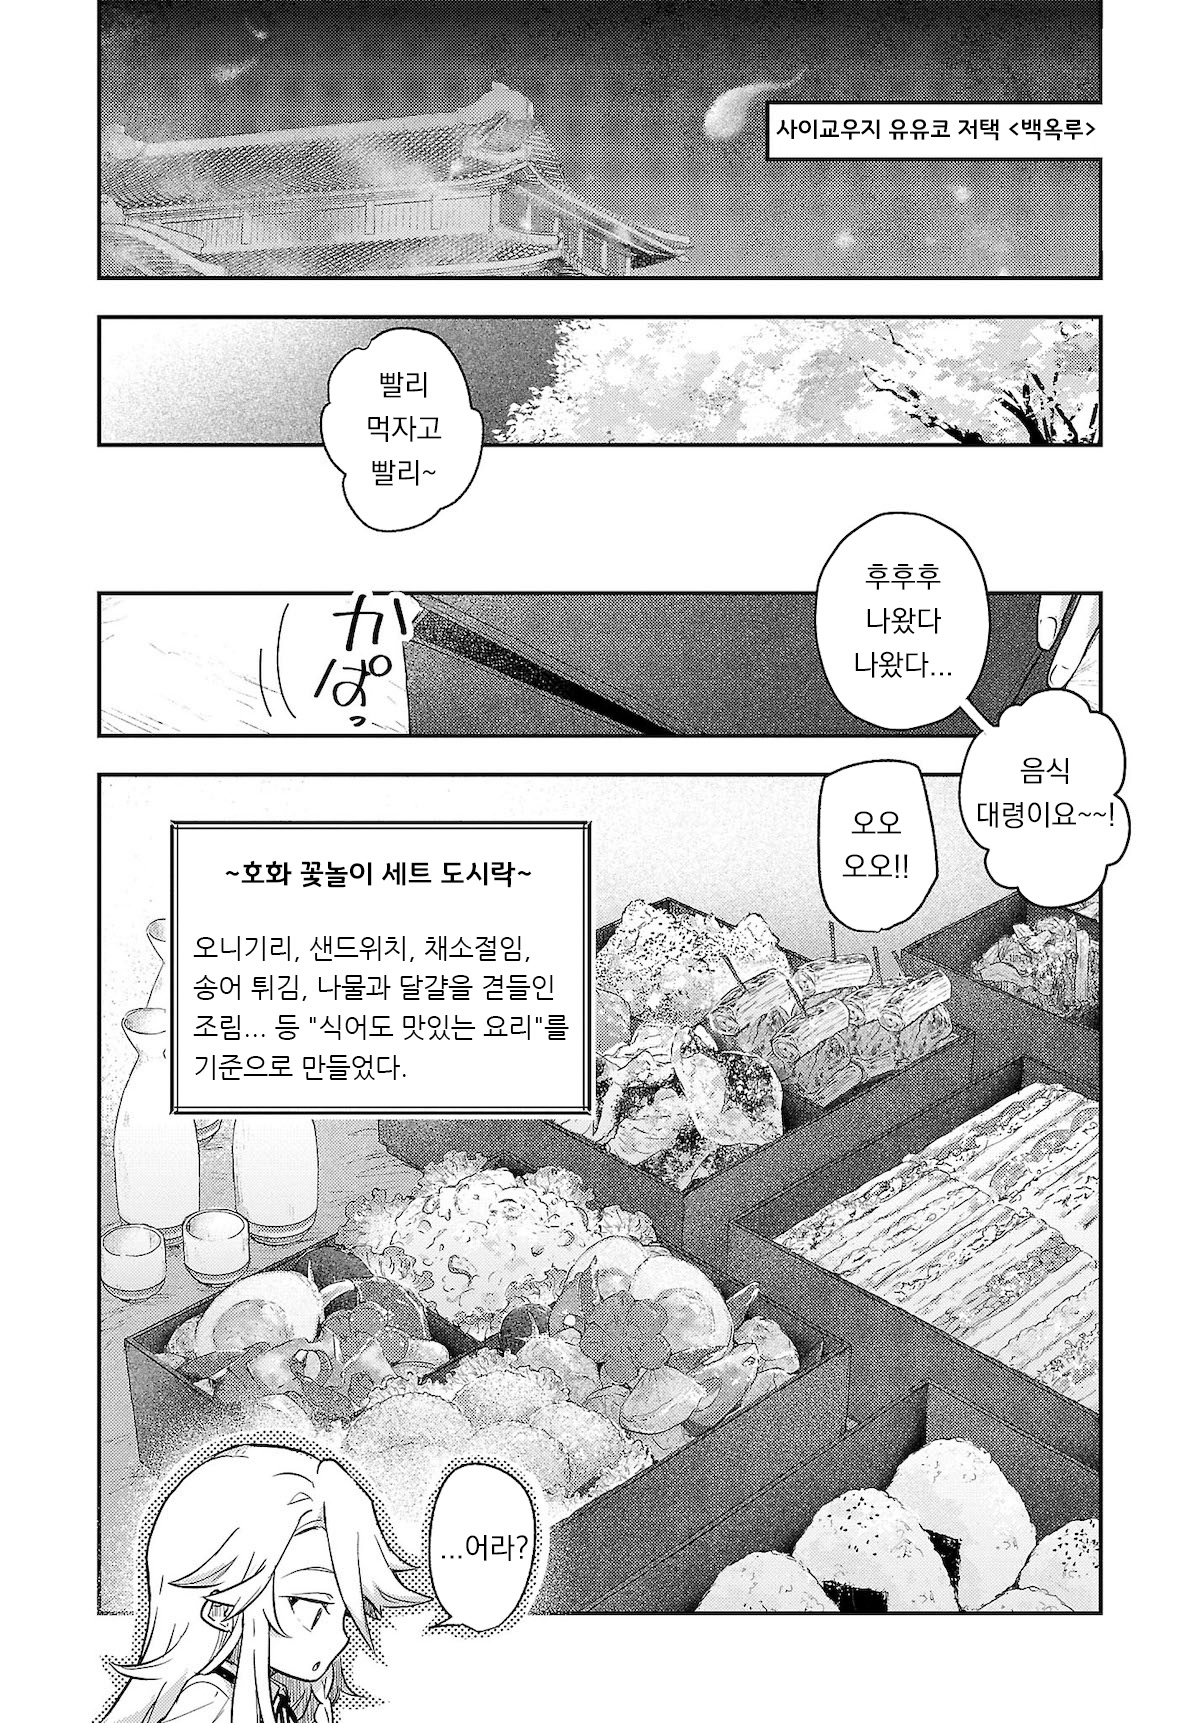 사이교우지 유유코 저택 <백옥루>
빨리
먹자고
빨리~
후후후
나왔다
나왔다...
음식
대령이요~~!
かぱっ
오오
오오!!
~호화 꽃놀이 세트 도시락~
오니기리, 샌드위치, 채소절임,
송어 튀김, 나물과 달걀을 곁들인
조림... 등 "식어도 맛있는 요리"를
기준으로 만들었다.
...어라?